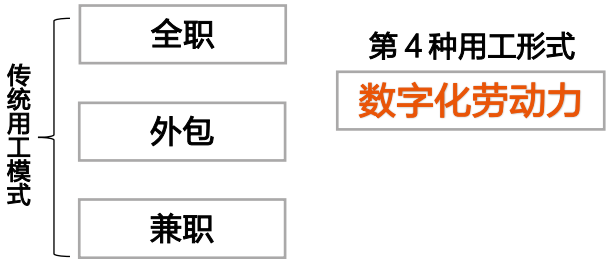 传统用工模式
全职
外包
兼职
第4种用工形式
数字化劳动力